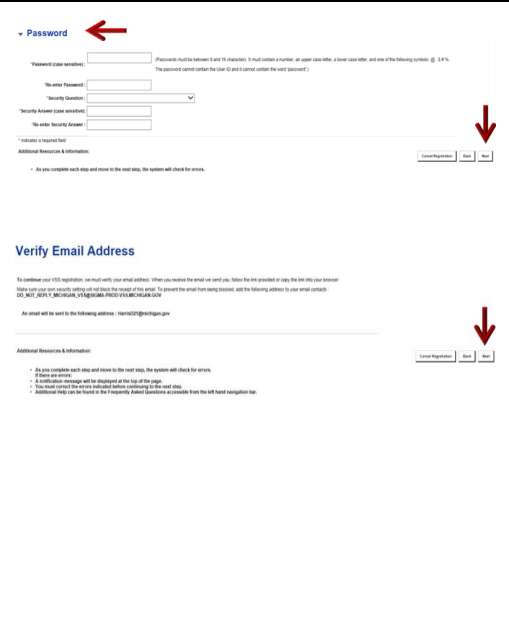 Password
*Password (case sensitive) :
(Passwords must be between 8 and 16 characters. It must contain a number, an upper case letter, a lower case letter, and one of the following symbols: @, $ # %.
The password cannot contain the User ID and it cannot contain the word 'password'.)
*Re-enter Password :
*Security Question :
*Security Answer (case sensitive):
*Re-enter Security Answer :
* Indicates a required field
Additional Resources & Information:
Cancel Registration Back Next
• As you complete each step and move to the next step, the system will check for errors.
Verify Email Address
To continue your VSS registration, we must verify your email address. When you receive the email we send you, follow the link provided or copy the link into your browser.
Make sure your own security setting will not block the receipt of this email. To prevent the email from being blocked, add the following address to your email contacts :
DO_NOT_REPLY_MICHIGAN_VSS@SIGMA-PROD-VSS.MICHIGAN.GOV
An email will be sent to the following address : HarrisD21@michigan.gov
Additional Resources & Information:
Cancel Registration Back Next
• As you complete each step and move to the next step, the system will check for errors.
If there are errors:
• A notification message will be displayed at the top of the page.
• You must correct the errors indicated before continuing to the next step.
• Additional Help can be found in the Frequently Asked Questions accessible from the left hand navigation bar.